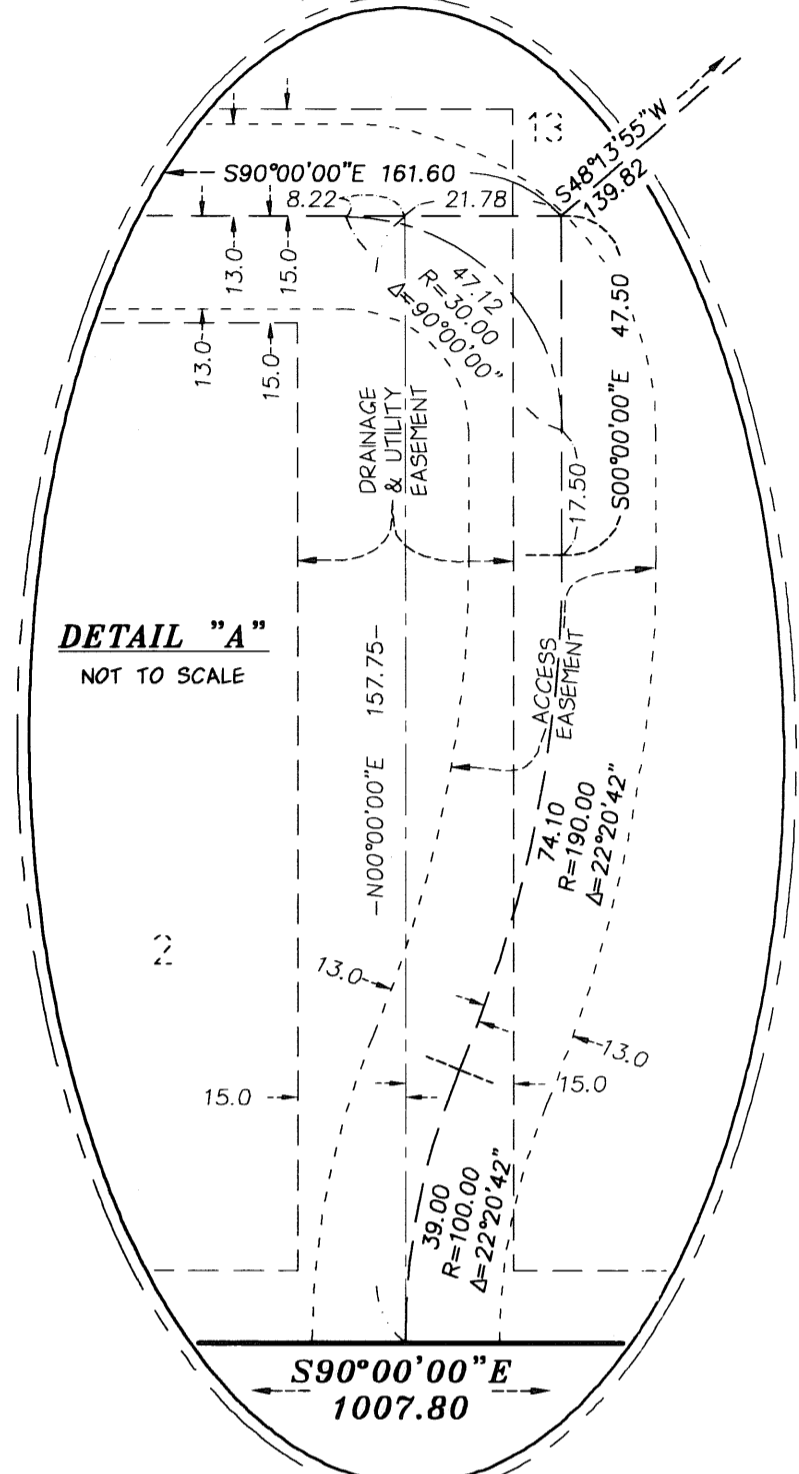 13
S48°13'55"W
139.82
S90°00'00"E 161.60
8.22
21.78
13.0
15.0
13.0
15.0
47.12
R=30.00
Δ=90°00'00"
S00°00'00"E 47.50
17.50
DRAINAGE
& UTILITY
EASEMENT
DETAIL "A"
NOT TO SCALE
N00°00'00"E 157.75
ACCESS
EASEMENT
74.10
R=190.00
Δ=22°20'42"
2
13.0
13.0
15.0
15.0
39.00
R=100.00
Δ=22°20'42"
S90°00'00"E
1007.80